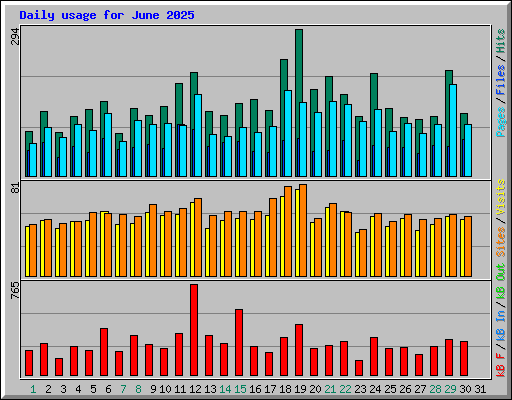 Daily usage for June 2025
294
Pages / Files / Hits
81
Sites / Visits
765
kB F / kB In / kB Out
1 2 3 4 5 6 7 8 9 10 11 12 13 14 15 16 17 18 19 20 21 22 23 24 25 26 27 28 29 30 31